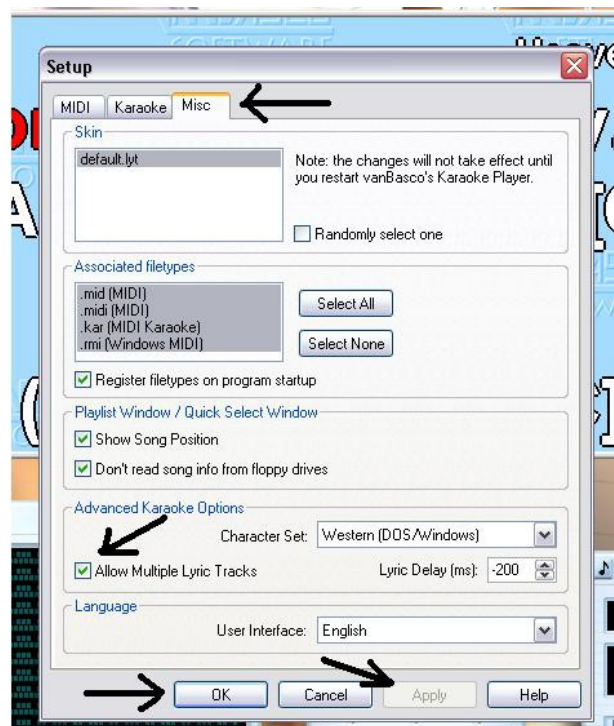 Setup
MIDI Karaoke Misc
Skin
default.lyt
Note: the changes will not take effect until
you restart vanBasco's Karaoke Player.
Randomly select one
Associated filetypes
.mid (MIDI)
.midi (MIDI)
.kar (MIDI Karaoke)
.rmi (Windows MIDI)
Select All
Select None
Register filetypes on program startup
Playlist Window / Quick Select Window
Show Song Position
Don't read song info from floppy drives
Advanced Karaoke Options
Character Set: Western (DOS/Windows)
Allow Multiple Lyric Tracks
Lyric Delay (ms): -200
Language
User Interface: English
OK Cancel Apply Help